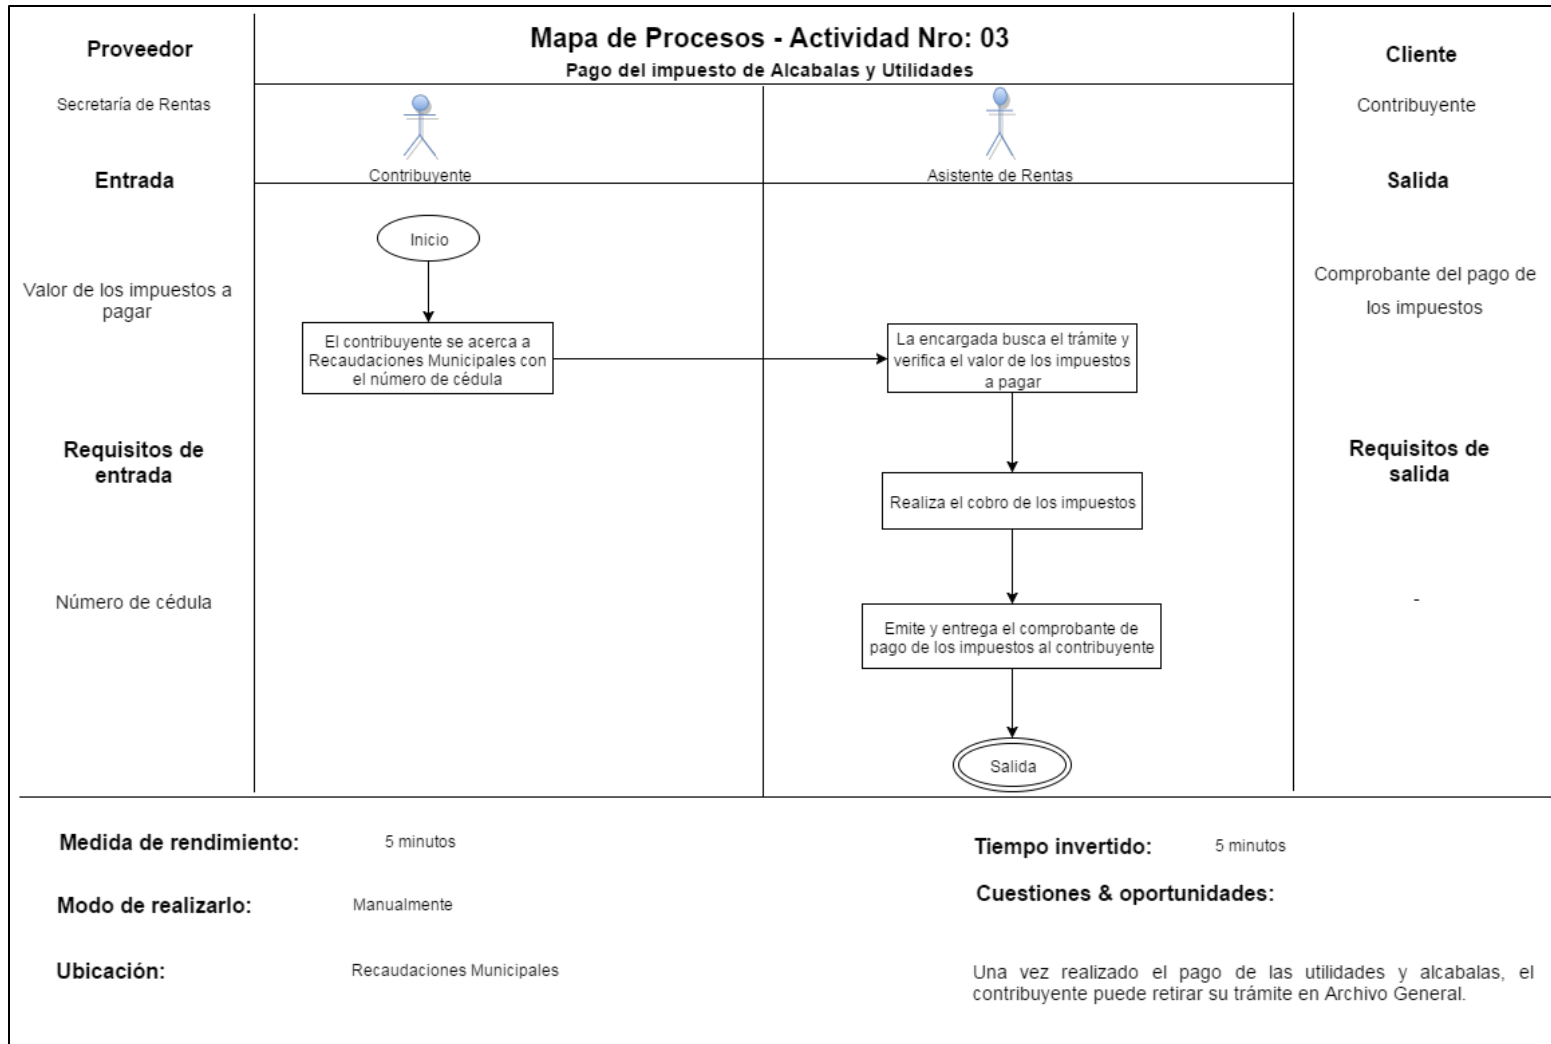 Mapa de Procesos - Actividad Nro: 03
Pago del impuesto de Alcabalas y Utilidades
Proveedor
Secretaría de Rentas
Entrada
Valor de los impuestos a
pagar
Requisitos de
entrada
Número de cédula
Contribuyente
Inicio
El contribuyente se acerca a
Recaudaciones Municipales con
el número de cédula
Asistente de Rentas
La encargada busca el trámite y
verifica el valor de los impuestos
a pagar
Realiza el cobro de los impuestos
Emite y entrega el comprobante de
pago de los impuestos al contribuyente
Salida
Cliente
Contribuyente
Salida
Comprobante del pago de
los impuestos
Requisitos de
salida
-
Medida de rendimiento: 5 minutos
Modo de realizarlo: Manualmente
Ubicación: Recaudaciones Municipales
Tiempo invertido: 5 minutos
Cuestiones & oportunidades:
Una vez realizado el pago de las utilidades y alcabalas, el
contribuyente puede retirar su trámite en Archivo General.